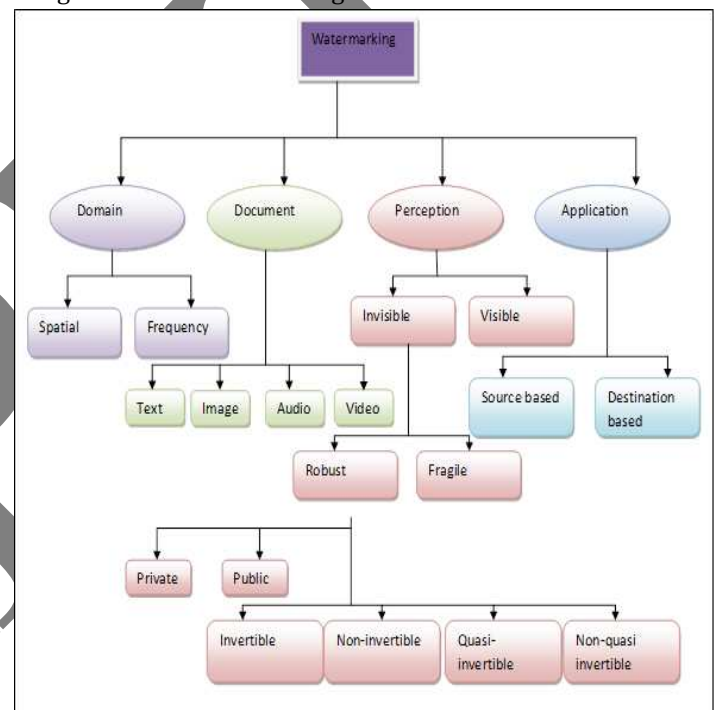 Watermarking
Domain
Document
Perception
Application
Spatial
Frequency
Invisible
Visible
Text
Image
Audio
Video
Source based
Destination
based
Robust
Fragile
Private
Public
Invertible
Non-invertible
Quasi-
invertible
Non-quasi
invertible